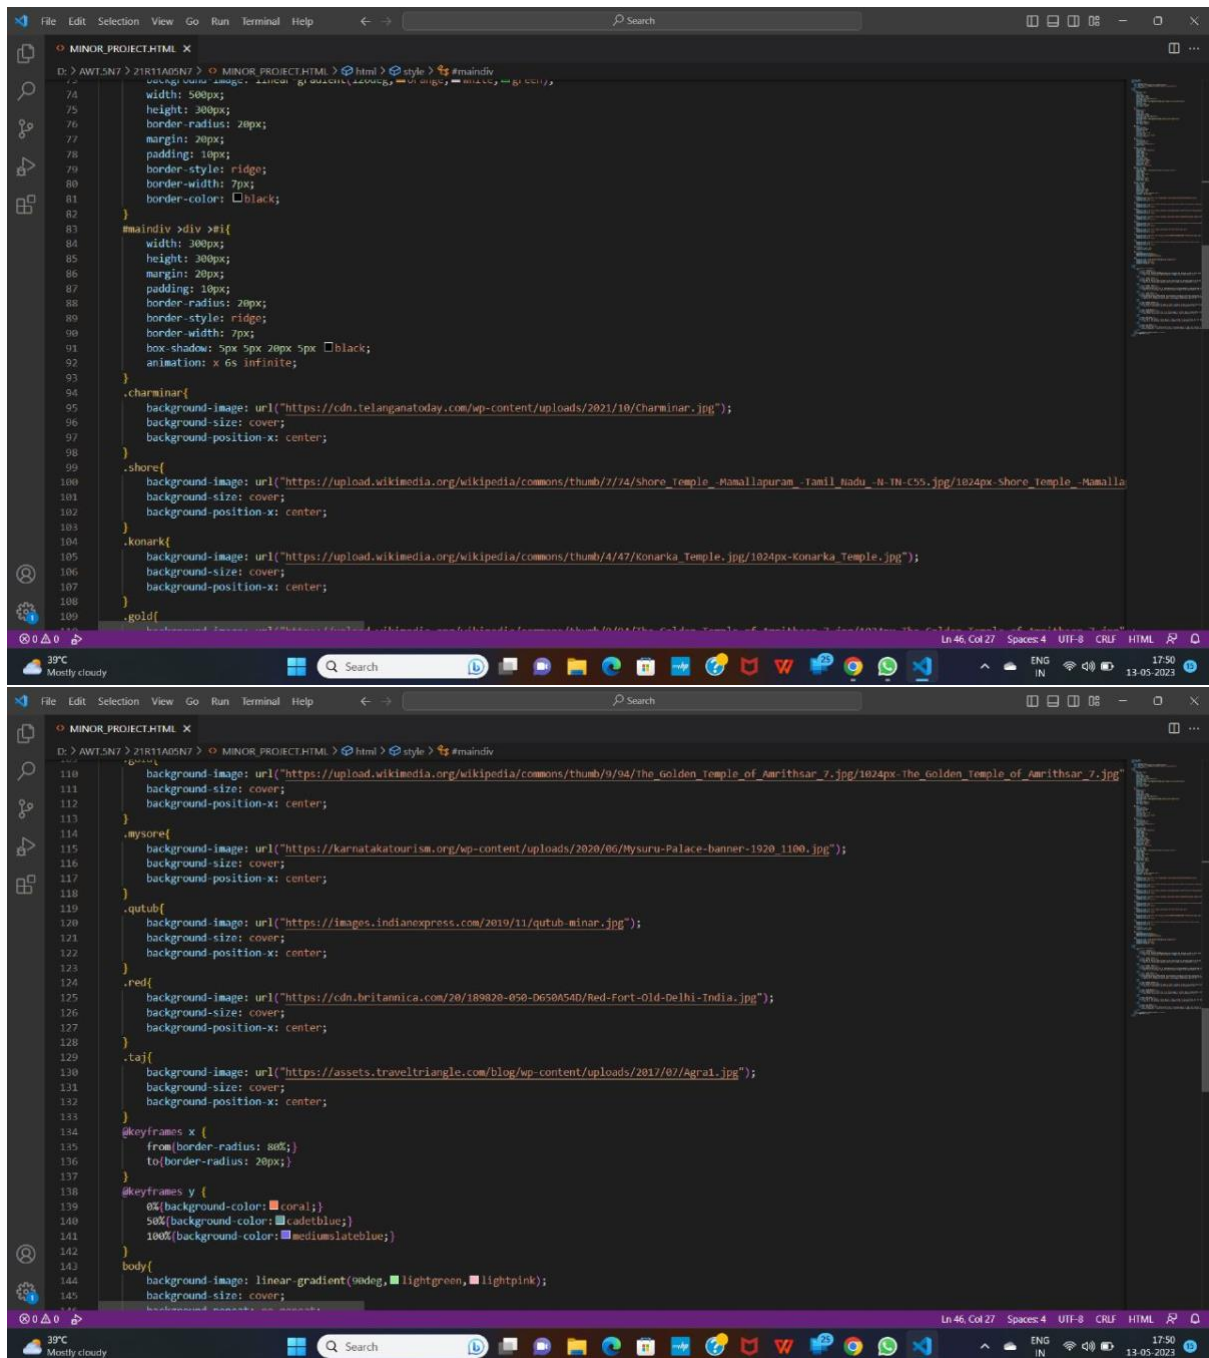 File Edit Selection View Go Run Terminal Help
Search
MINOR_PROJECT.HTML
D: > AWT.5N7 > 21R11A05N7 > MINOR_PROJECT.HTML > html > style > #maindiv
73 background-image: linear-gradient(120deg, orange, white, green);
74 width: 500px;
75 height: 300px;
76 border-radius: 20px;
77 margin: 20px;
78 padding: 10px;
79 border-style: ridge;
80 border-width: 7px;
81 border-color: black;
82 }
83 #maindiv >div >#i{
84 width: 300px;
85 height: 300px;
86 margin: 20px;
87 padding: 10px;
88 border-radius: 20px;
89 border-style: ridge;
90 border-width: 7px;
91 box-shadow: 5px 5px 20px 5px black;
92 animation: x 6s infinite;
93 }
94 .charminar{
95 background-image: url("https://cdn.telanganatoday.com/wp-content/uploads/2021/10/Charminar.jpg");
96 background-size: cover;
97 background-position-x: center;
98 }
99 .shore{
100 background-image: url("https://upload.wikimedia.org/wikipedia/commons/thumb/7/74/Shore_Temple_-Mamallapuram_-Tamil_Nadu_-N-TN-C55.jpg/1024px-Shore_Temple_-Mamalla
101 background-size: cover;
102 background-position-x: center;
103 }
104 .konark{
105 background-image: url("https://upload.wikimedia.org/wikipedia/commons/thumb/4/47/Konarka_Temple.jpg/1024px-Konarka_Temple.jpg");
106 background-size: cover;
107 background-position-x: center;
108 }
109 .gold{
0 0
Ln 46, Col 27 Spaces: 4 UTF-8 CRLF HTML
39°C
Mostly cloudy
Search
ENG
IN
17:50
13-05-2023
File Edit Selection View Go Run Terminal Help
Search
MINOR_PROJECT.HTML
D: > AWT.5N7 > 21R11A05N7 > MINOR_PROJECT.HTML > html > style > #maindiv
109 .gold{
110 background-image: url("https://upload.wikimedia.org/wikipedia/commons/thumb/9/94/The_Golden_Temple_of_Amrithsar_7.jpg/1024px-The_Golden_Temple_of_Amrithsar_7.jpg"
111 background-size: cover;
112 background-position-x: center;
113 }
114 .mysore{
115 background-image: url("https://karnatakatourism.org/wp-content/uploads/2020/06/Mysuru-Palace-banner-1920_1100.jpg");
116 background-size: cover;
117 background-position-x: center;
118 }
119 .qutub{
120 background-image: url("https://images.indianexpress.com/2019/11/qutub-minar.jpg");
121 background-size: cover;
122 background-position-x: center;
123 }
124 .red{
125 background-image: url("https://cdn.britannica.com/20/189820-050-D650A54D/Red-Fort-Old-Delhi-India.jpg");
126 background-size: cover;
127 background-position-x: center;
128 }
129 .taj{
130 background-image: url("https://assets.traveltriangle.com/blog/wp-content/uploads/2017/07/Agra1.jpg");
131 background-size: cover;
132 background-position-x: center;
133 }
134 @keyframes x {
135 from{border-radius: 80%;}
136 to{border-radius: 20px;}
137 }
138 @keyframes y {
139 0%{background-color: coral;}
140 50%{background-color: cadetblue;}
141 100%{background-color: mediumslateblue;}
142 }
143 body{
144 background-image: linear-gradient(90deg, lightgreen, lightpink);
145 background-size: cover;
0 0
Ln 46, Col 27 Spaces: 4 UTF-8 CRLF HTML
39°C
Mostly cloudy
Search
ENG
IN
17:50
13-05-2023